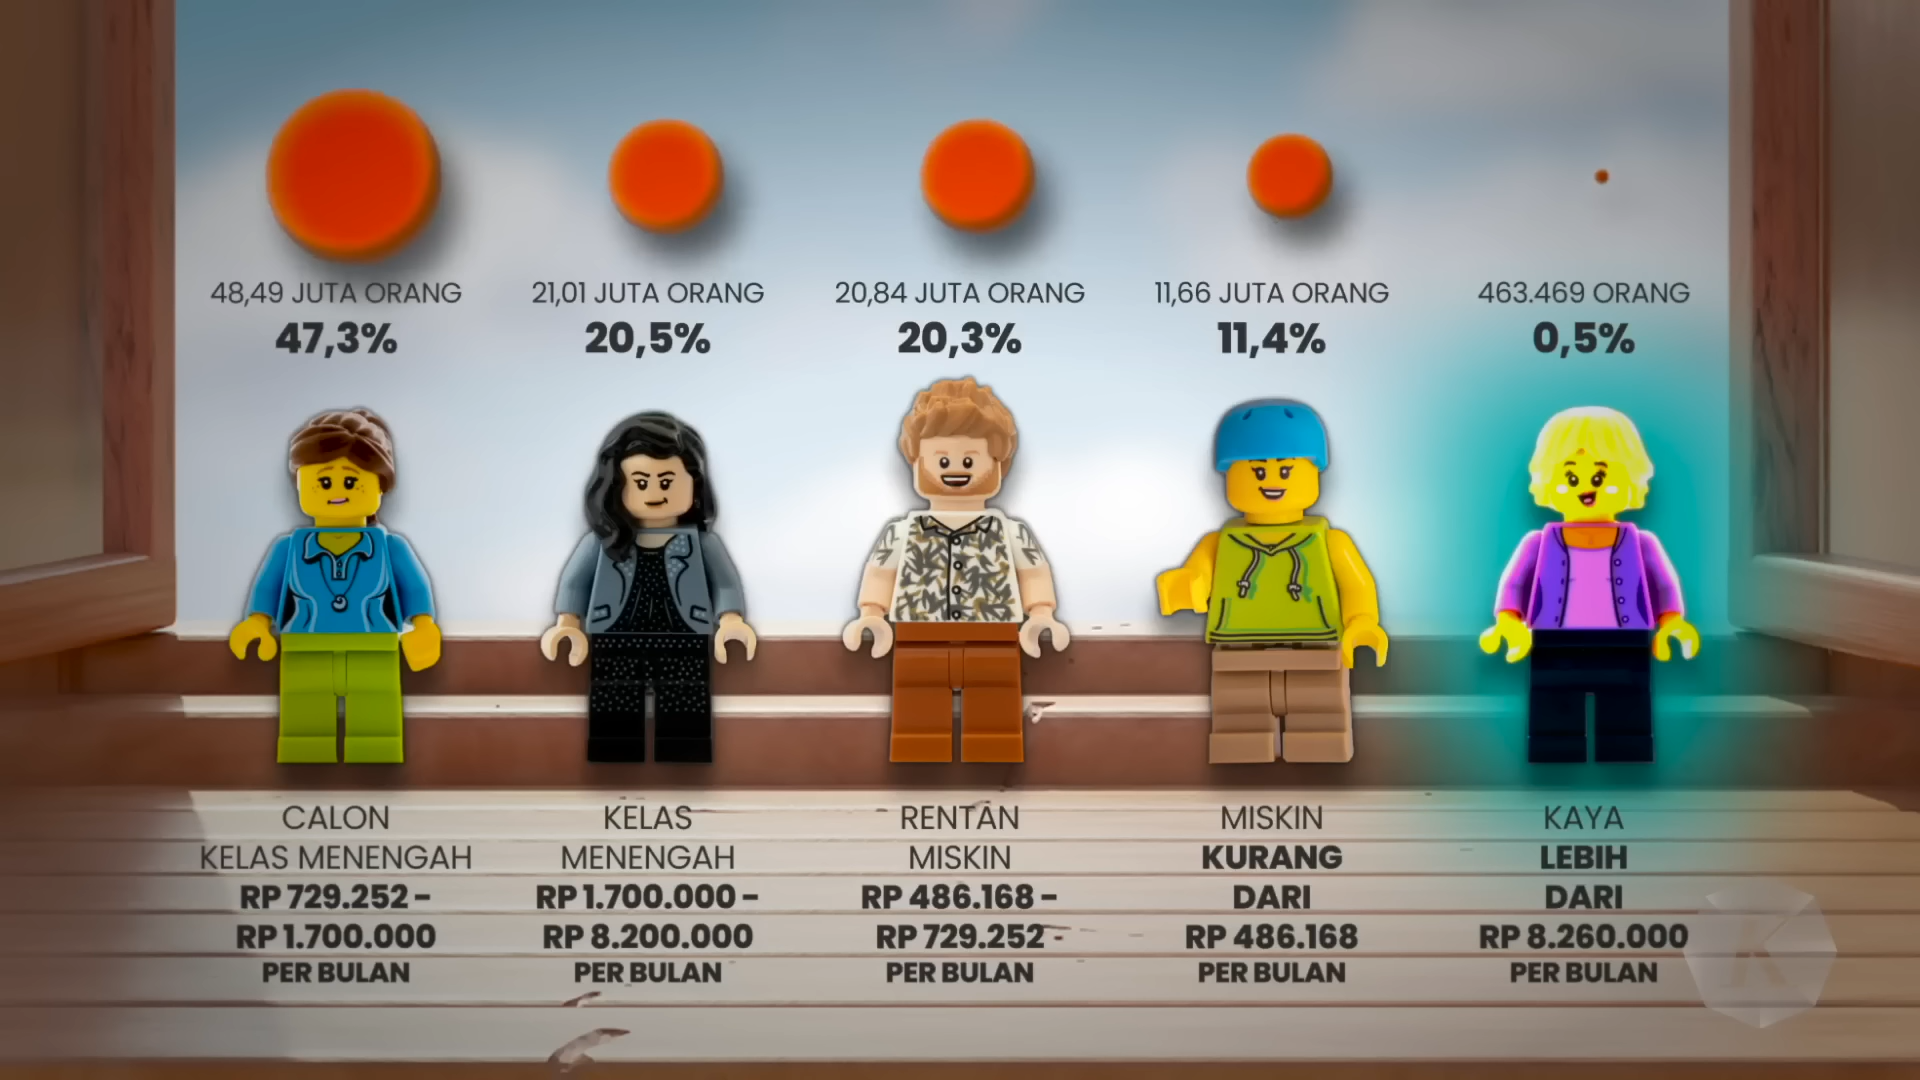 48,49 JUTA ORANG
47,3%
21,01 JUTA ORANG
20,5%
20,84 JUTA ORANG
20,3%
11,66 JUTA ORANG
11,4%
463.469 ORANG
0,5%
CALON
KELAS MENENGAH
RP 729.252 -
RP 1.700.000
PER BULAN
KELAS
MENENGAH
RP 1.700.000 -
RP 8.200.000
PER BULAN
RENTAN
MISKIN
RP 486.168 -
RP 729.252
PER BULAN
MISKIN
KURANG
DARI
RP 486.168
PER BULAN
KAYA
LEBIH
DARI
RP 8.260.000
PER BULAN
K